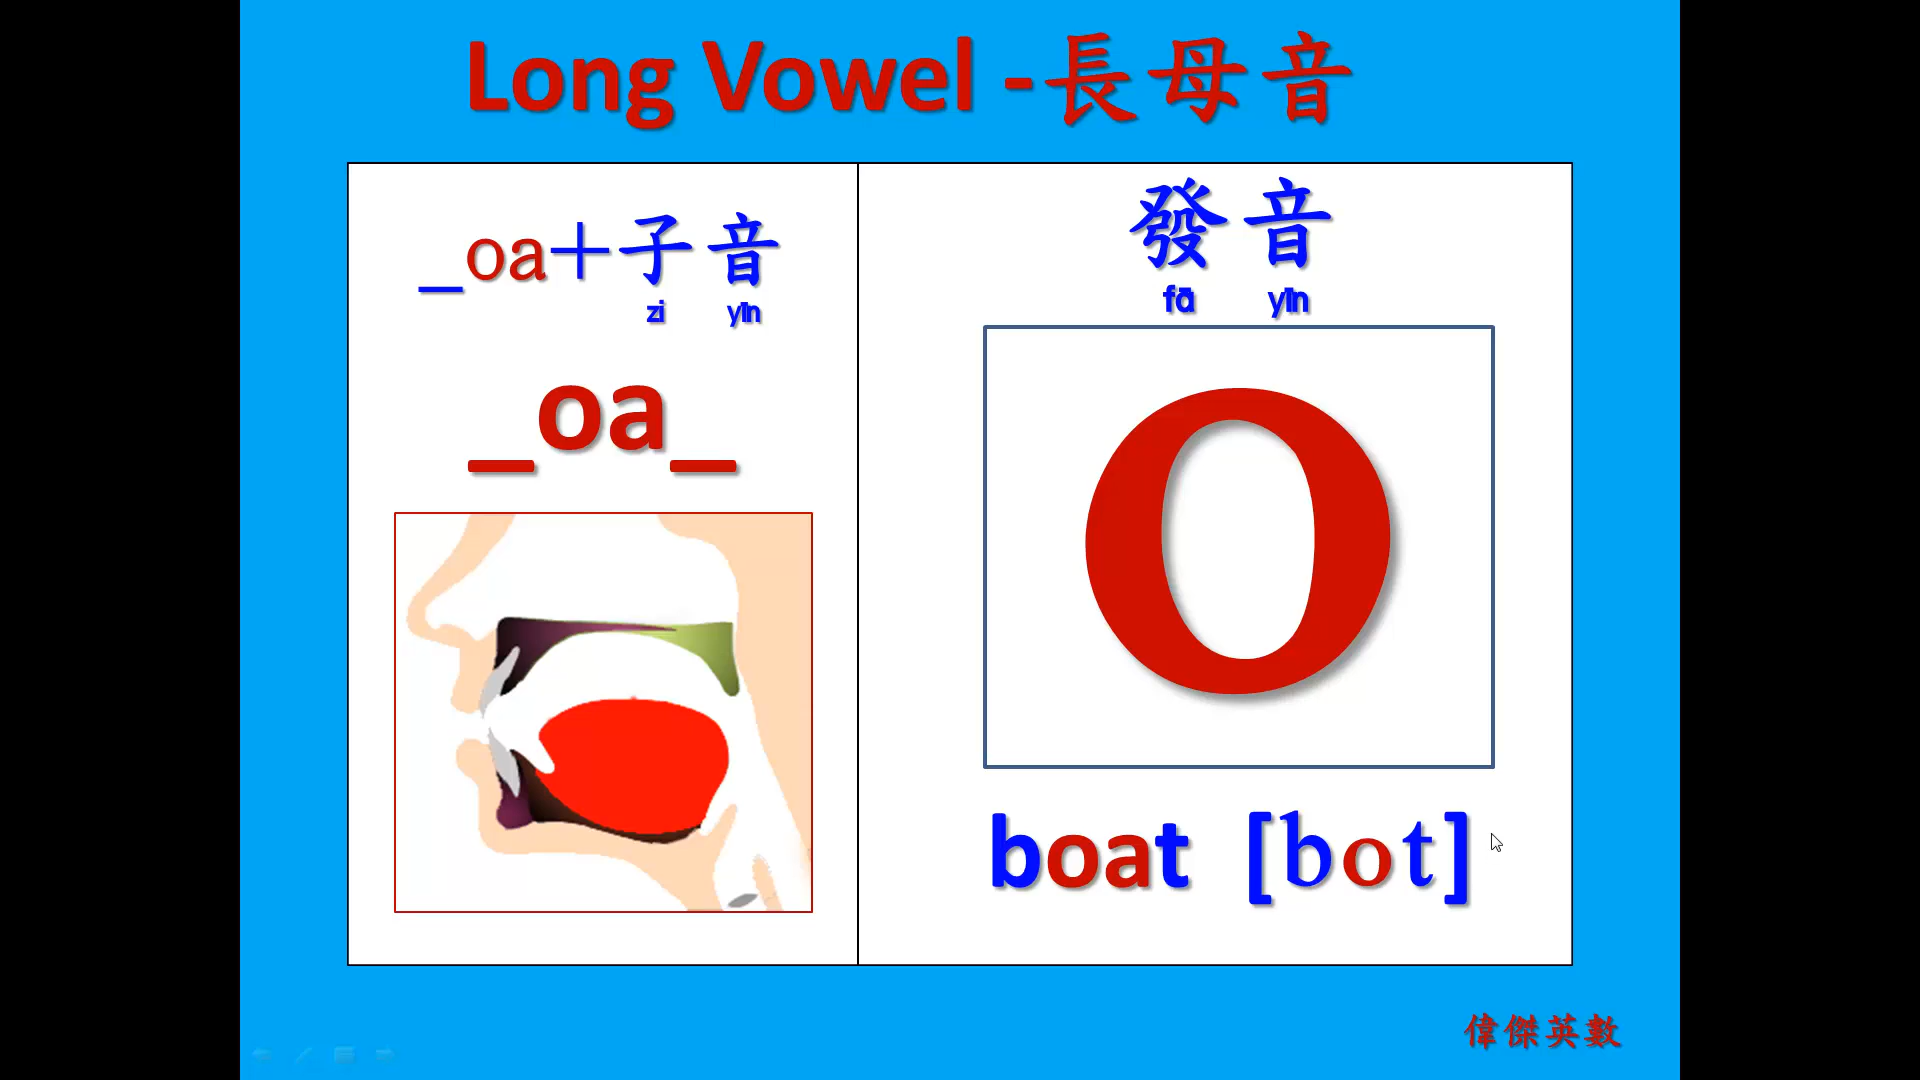 Long Vowel -長母音
_oa+子音
zi yīn
_oa_
發音
fā yīn
O
boat [bot]
偉傑英數